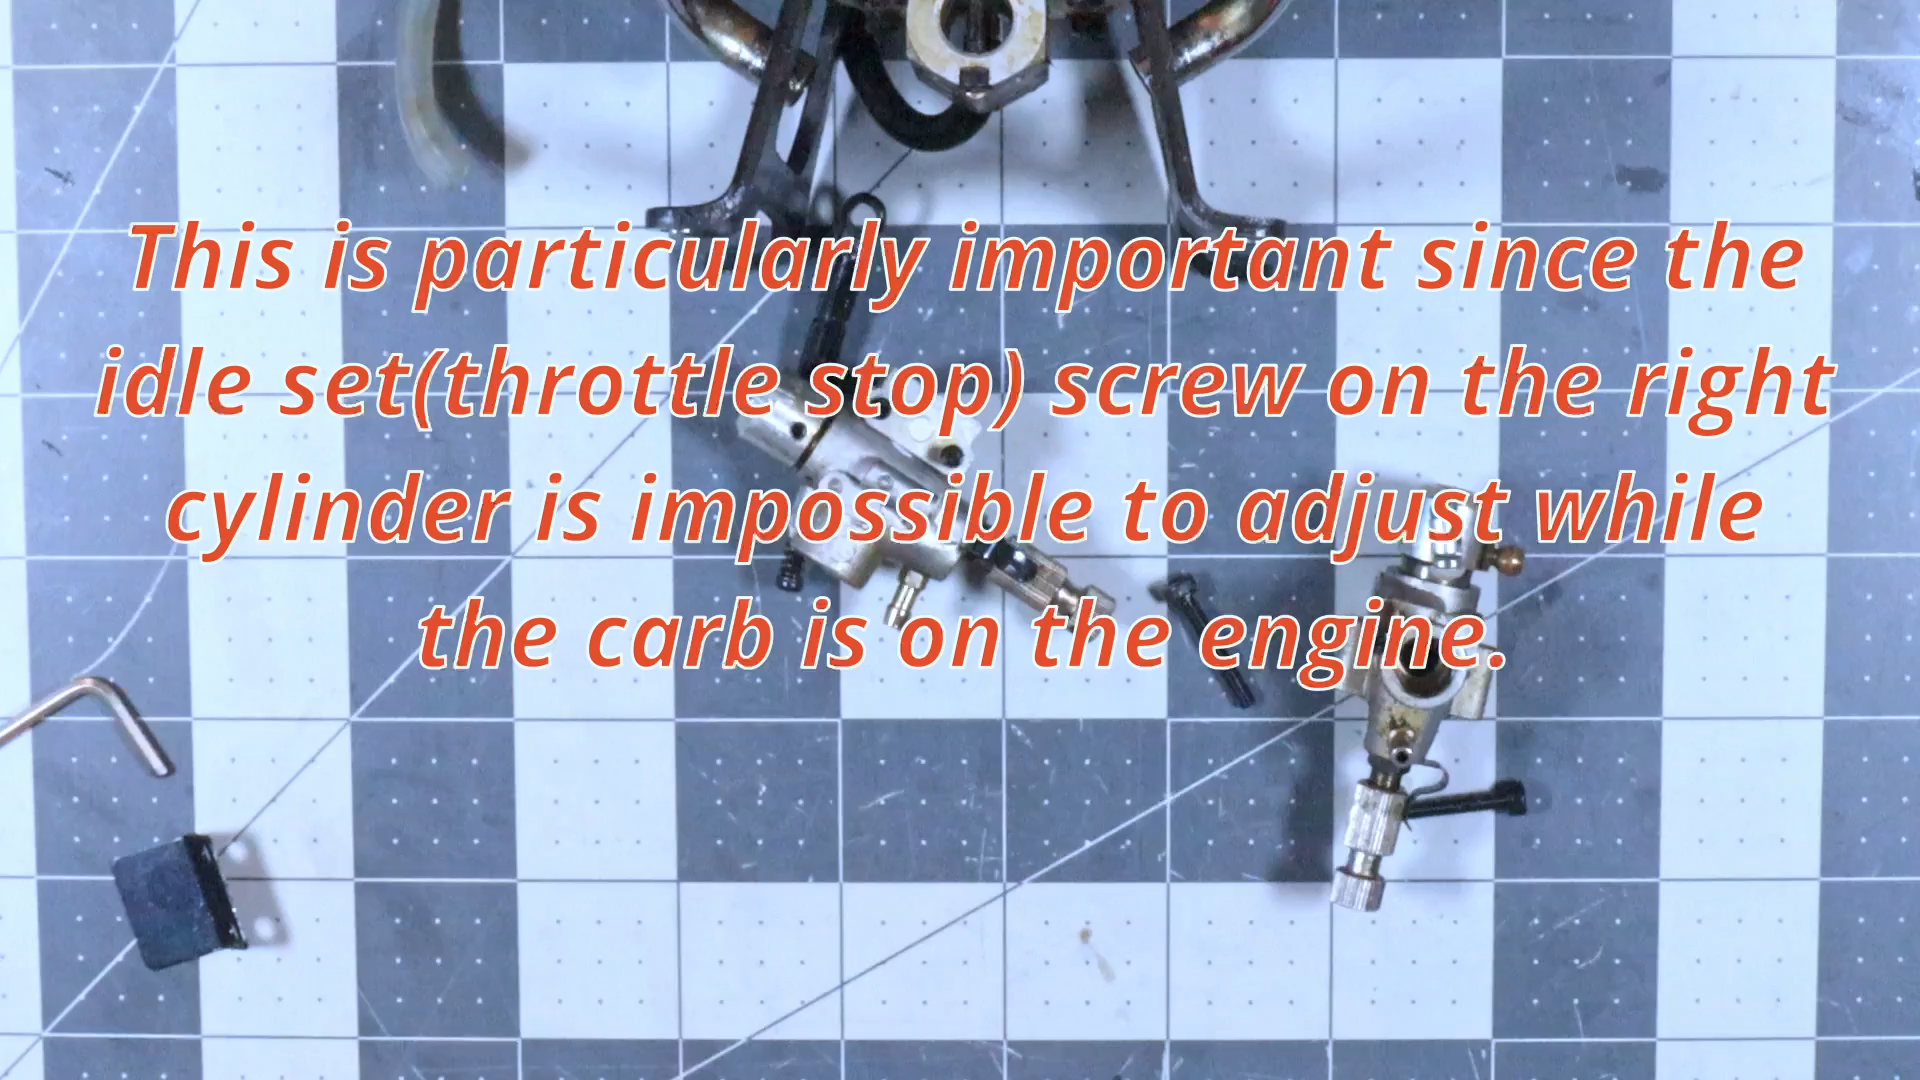 This is particularly important since the
idle set(throttle stop) screw on the right
cylinder is impossible to adjust while
the carb is on the engine.